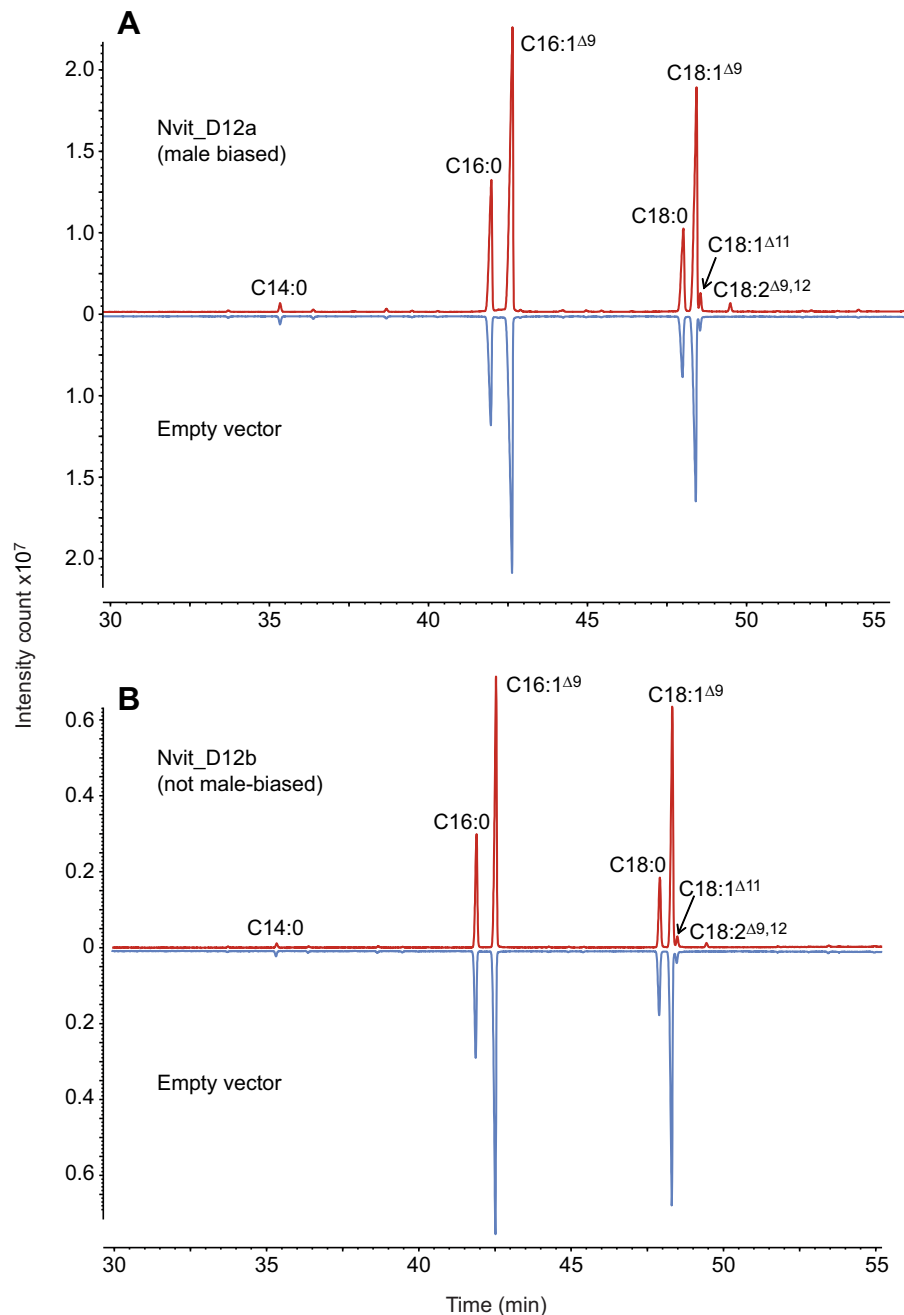 A
2.0
1.5
1.0
0
1.0
1.5
2.0
Nvit_D12a
(male biased)
C14:0
C16:0
C16:1Δ9
C18:0
C18:1Δ9
C18:1Δ11
C18:2Δ9,12
Empty vector
30 35 40 45 50 55
Intensity count x10⁷
B
0.6
0.4
0.2
0
0.2
0.4
0.6
Nvit_D12b
(not male-biased)
C14:0
C16:0
C16:1Δ9
C18:0
C18:1Δ9
C18:1Δ11
C18:2Δ9,12
Empty vector
30 35 40 45 50 55
Time (min)